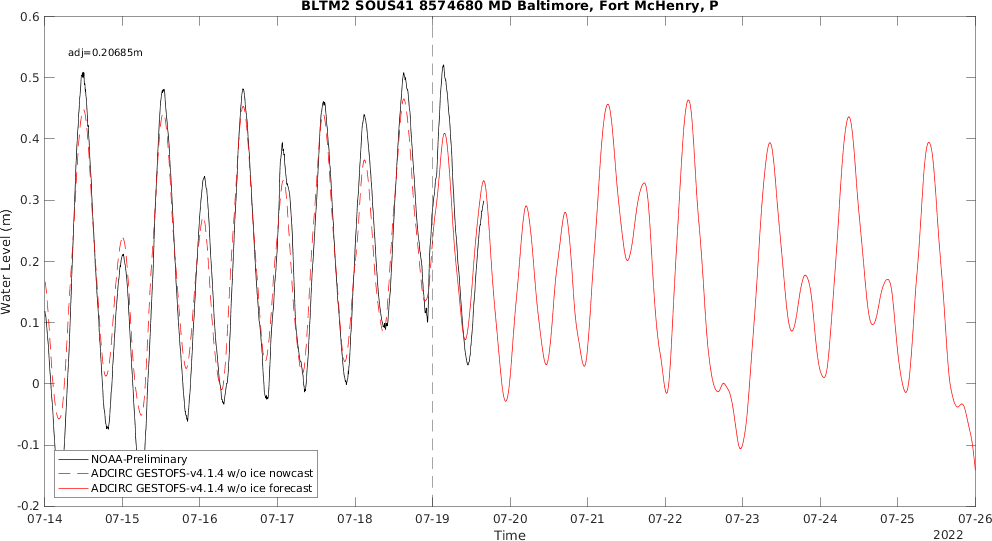 BLTM2 SOUS41 8574680 MD Baltimore, Fort McHenry, P
adj=0.20685m
0.6
0.5
0.4
0.3
0.2
0.1
0
-0.1
-0.2
Water Level (m)
NOAA-Preliminary
ADCIRC GESTOFS-v4.1.4 w/o ice nowcast
ADCIRC GESTOFS-v4.1.4 w/o ice forecast
07-14 07-15 07-16 07-17 07-18 07-19 07-20 07-21 07-22 07-23 07-24 07-25 07-26
Time
2022